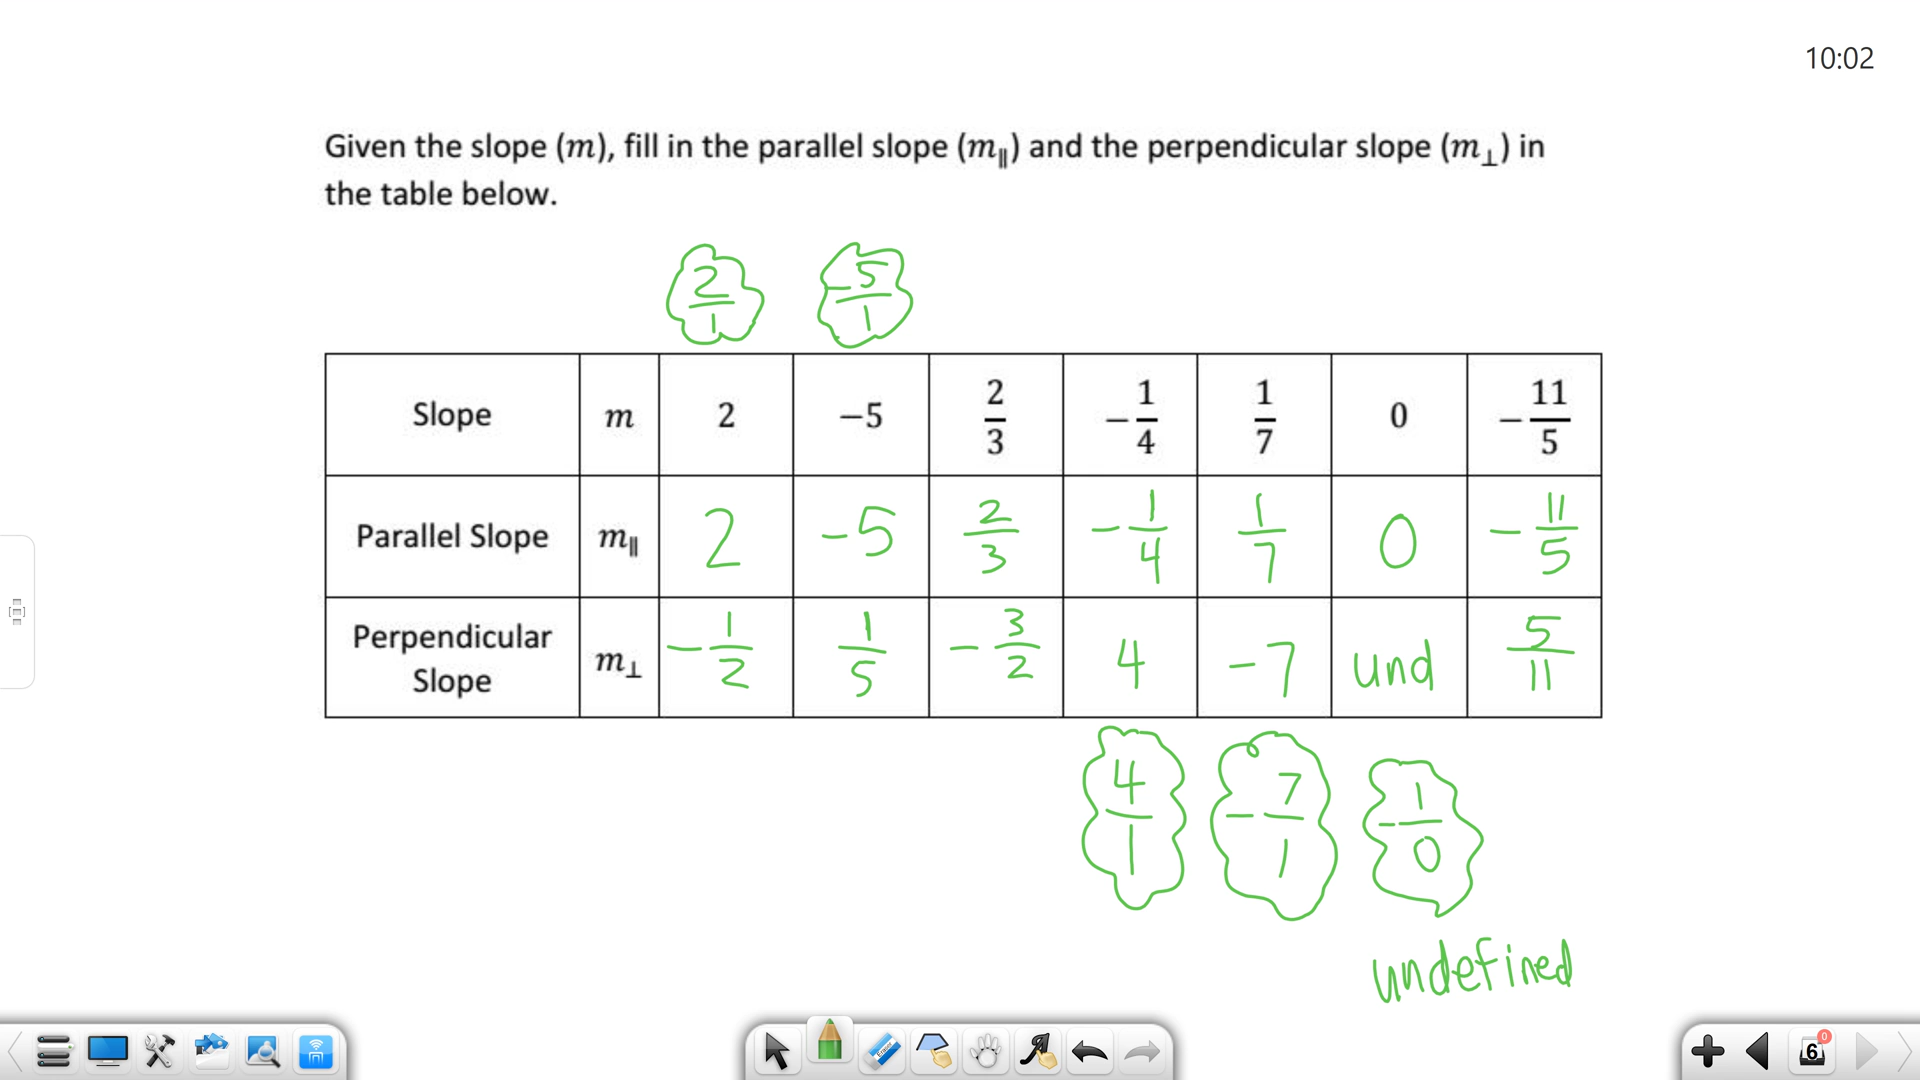 10:02
Given the slope (m), fill in the parallel slope (m∥) and the perpendicular slope (m⊥) in
the table below.
2/1 -5/1
Slope m 2 −5 2/3 −1/4 1/7 0 −11/5
Parallel Slope m∥ 2 -5 2/3 -1/4 1/7 0 -11/5
Perpendicular Slope m⊥ -1/2 1/5 -3/2 4 -7 und 5/11
4/1 -7/1 -1/0
undefined
Eraser
6 0